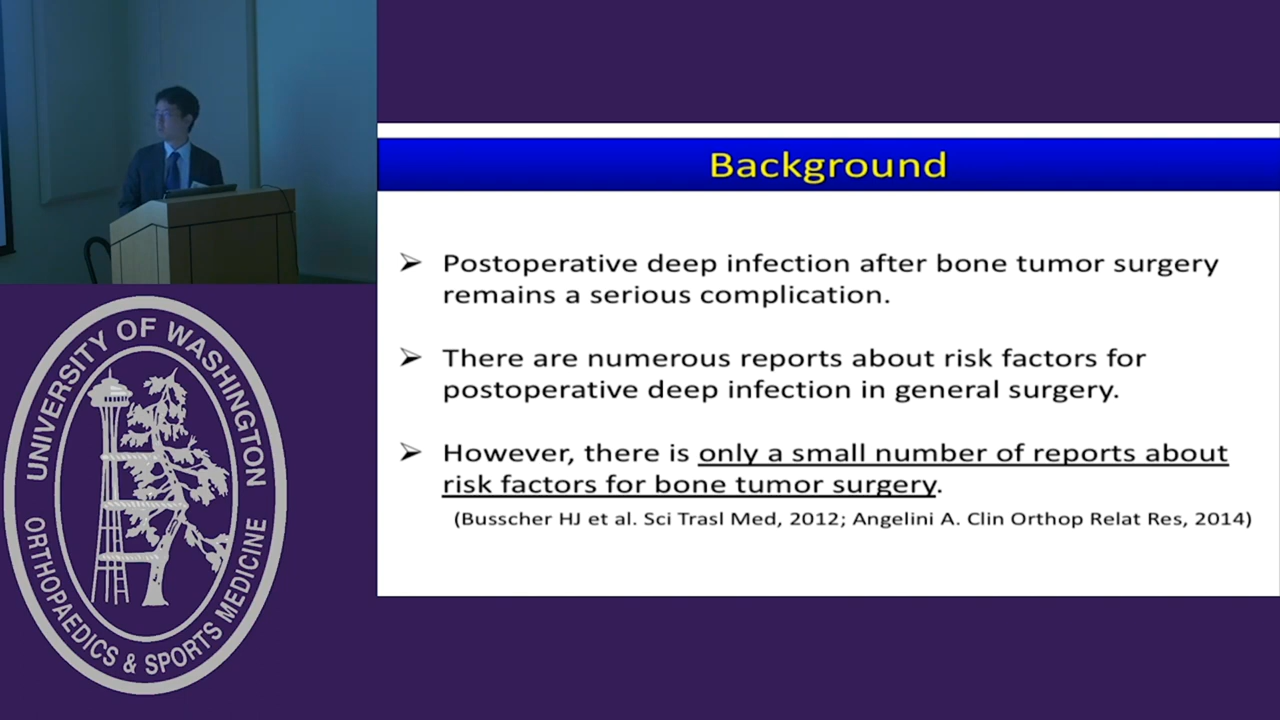 Background
➢ Postoperative deep infection after bone tumor surgery
remains a serious complication.
➢ There are numerous reports about risk factors for
postoperative deep infection in general surgery.
➢ However, there is only a small number of reports about
risk factors for bone tumor surgery.
(Busscher HJ et al. Sci Trasl Med, 2012; Angelini A. Clin Orthop Relat Res, 2014)
UNIVERSITY OF WASHINGTON
ORTHOPAEDICS & SPORTS MEDICINE